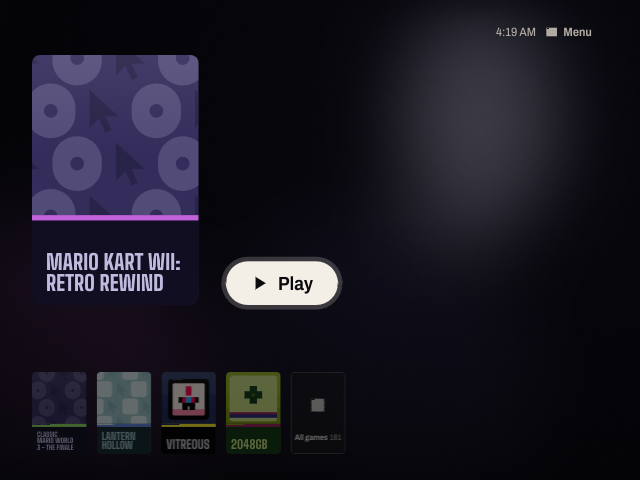 4:19 AM Menu
MARIO KART WII:
RETRO REWIND
Play
CLASSIC
MARIO WORLD
3 – THE FINALE
LANTERN
HOLLOW
VITREOUS
2048GB
All games 181